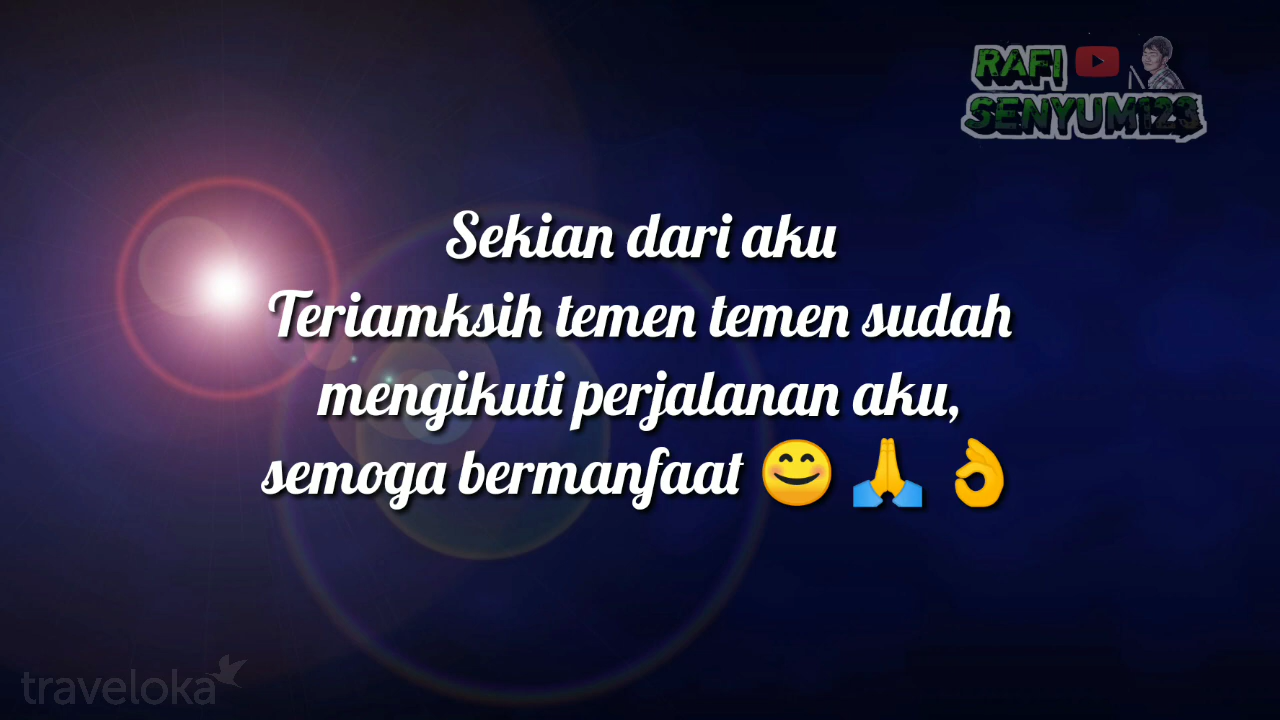 RAFI
SENYUM123
Sekian dari aku
Teriamksih temen temen sudah
mengikuti perjalanan aku,
semoga bermanfaat 😊 🙏 👌
traveloka